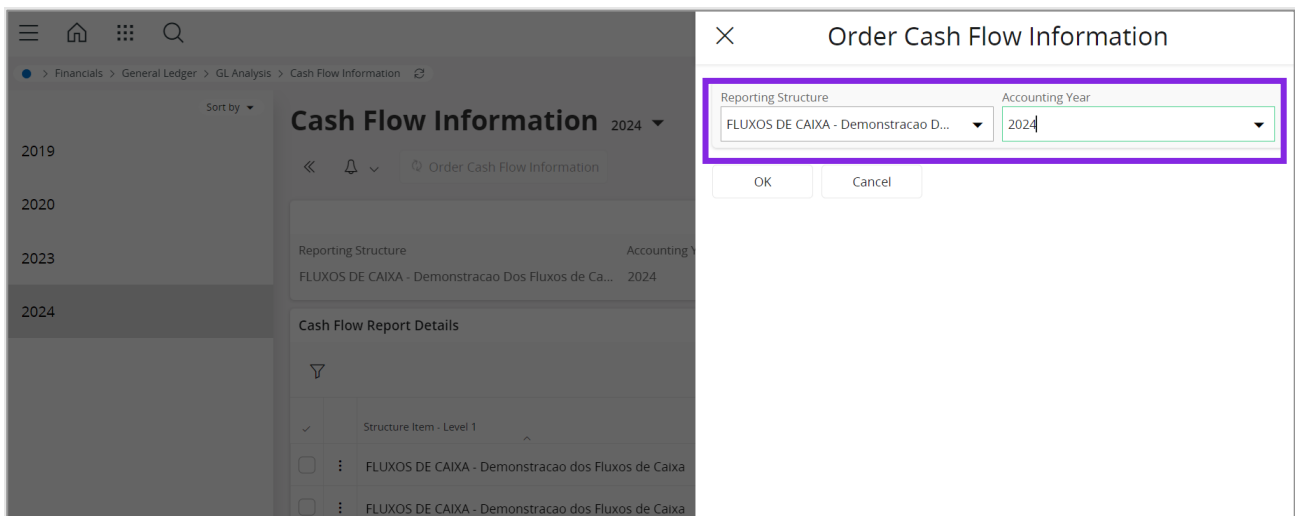 Financials > General Ledger > GL Analysis > Cash Flow Information
Sort by
2019
2020
2023
2024
Cash Flow Information 2024
Order Cash Flow Information
Reporting Structure Accounting Y
FLUXOS DE CAIXA - Demonstracao Dos Fluxos de Ca... 2024
Cash Flow Report Details
Structure Item - Level 1
FLUXOS DE CAIXA - Demonstracao dos Fluxos de Caixa
FLUXOS DE CAIXA - Demonstracao dos Fluxos de Caixa
Order Cash Flow Information
Reporting Structure Accounting Year
FLUXOS DE CAIXA - Demonstracao D... 2024
OK Cancel